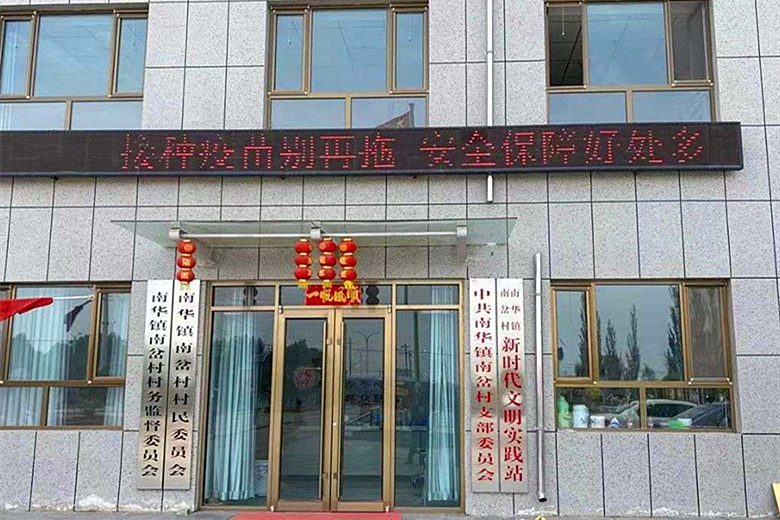 接种疫苗别再拖 安全保障好处多
一帆风顺
南华镇南岔村村务监督委员会
南华镇南岔村村民委员会
中共南华镇南岔村支部委员会
南华镇
南岔村
新时代文明实践站